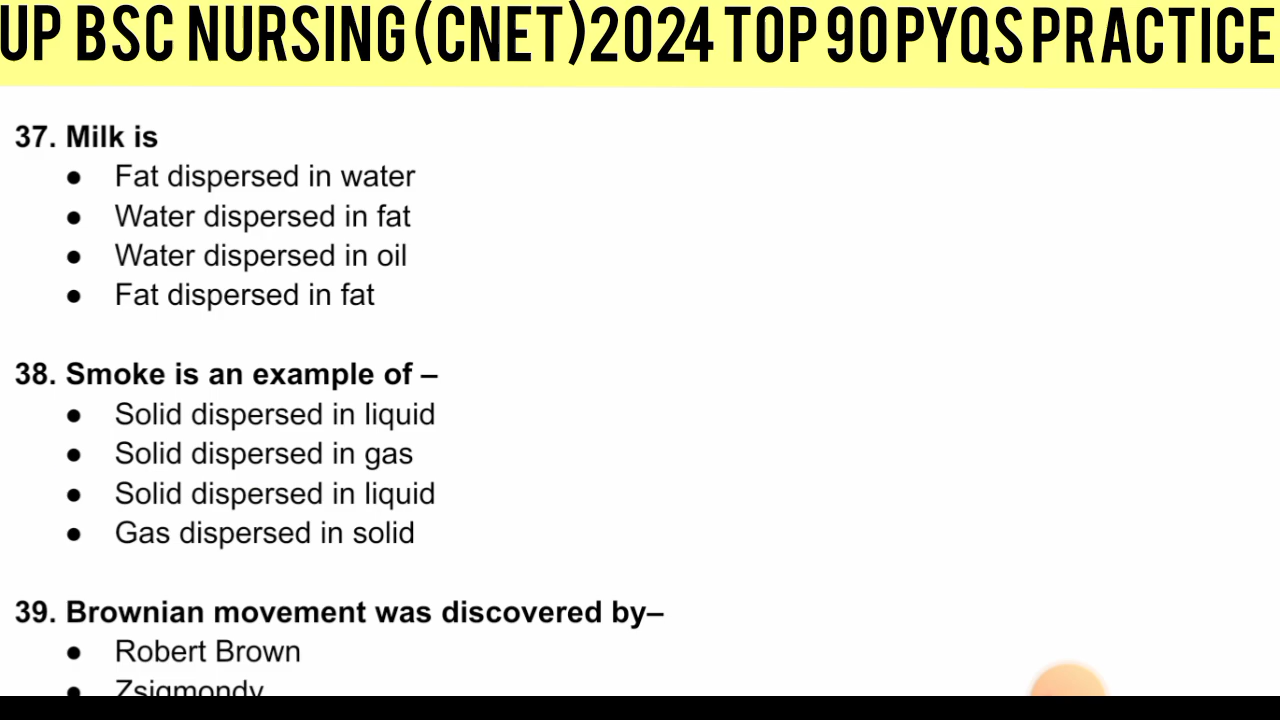 UP BSC NURSING (CNET)2024 TOP 90 PYQS PRACTICE
37. Milk is
● Fat dispersed in water
● Water dispersed in fat
● Water dispersed in oil
● Fat dispersed in fat
38. Smoke is an example of –
● Solid dispersed in liquid
● Solid dispersed in gas
● Solid dispersed in liquid
● Gas dispersed in solid
39. Brownian movement was discovered by–
● Robert Brown
● Zsigmondy